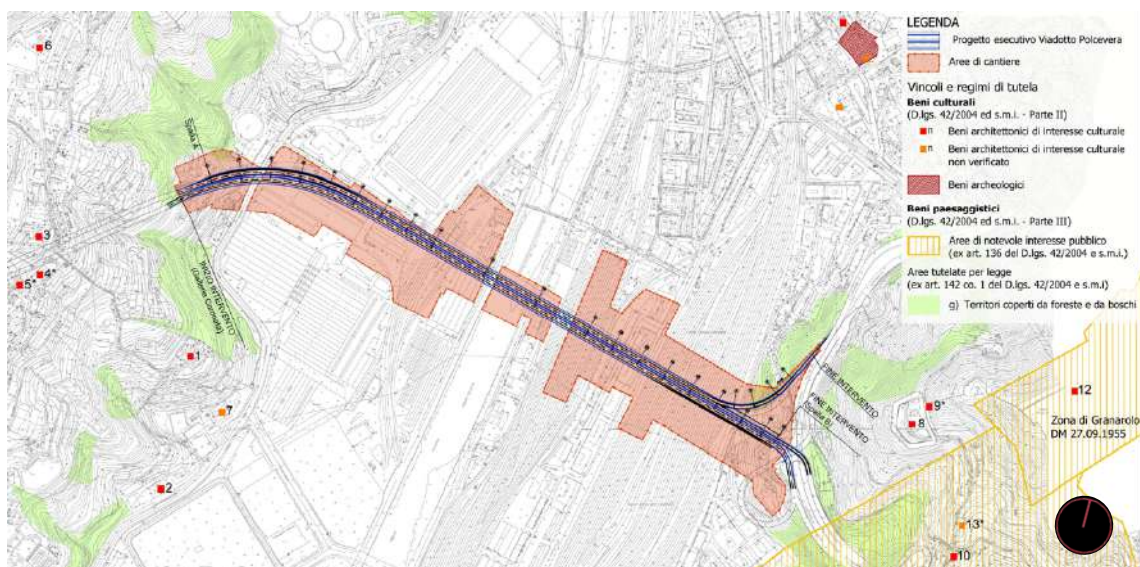 LEGENDA
Progetto esecutivo Viadotto Polcevera
Aree di cantiere
Vincoli e regimi di tutela
Beni culturali
(D.lgs. 42/2004 ed s.m.i. - Parte II)
n Beni architettonici di interesse culturale
n Beni architettonici di interesse culturale
non verificato
Beni archeologici
Beni paesaggistici
(D.lgs. 42/2004 ed s.m.i. - Parte III)
Aree di notevole interesse pubblico
(ex art. 136 del D.lgs. 42/2004 e s.m.i.)
Aree tutelate per legge
(ex art. 142 co. 1 del D.lgs. 42/2004 e s.m.i)
g) Territori coperti da foreste e da boschi
6
Spalla A
3
4*
5*
INIZIO INTERVENTO
1
7
2
FINE INTERVENTO
FINE INTERVENTO
(Spalla B)
12
9*
8
Zona di Granarolo
DM 27.09.1955
13*
10